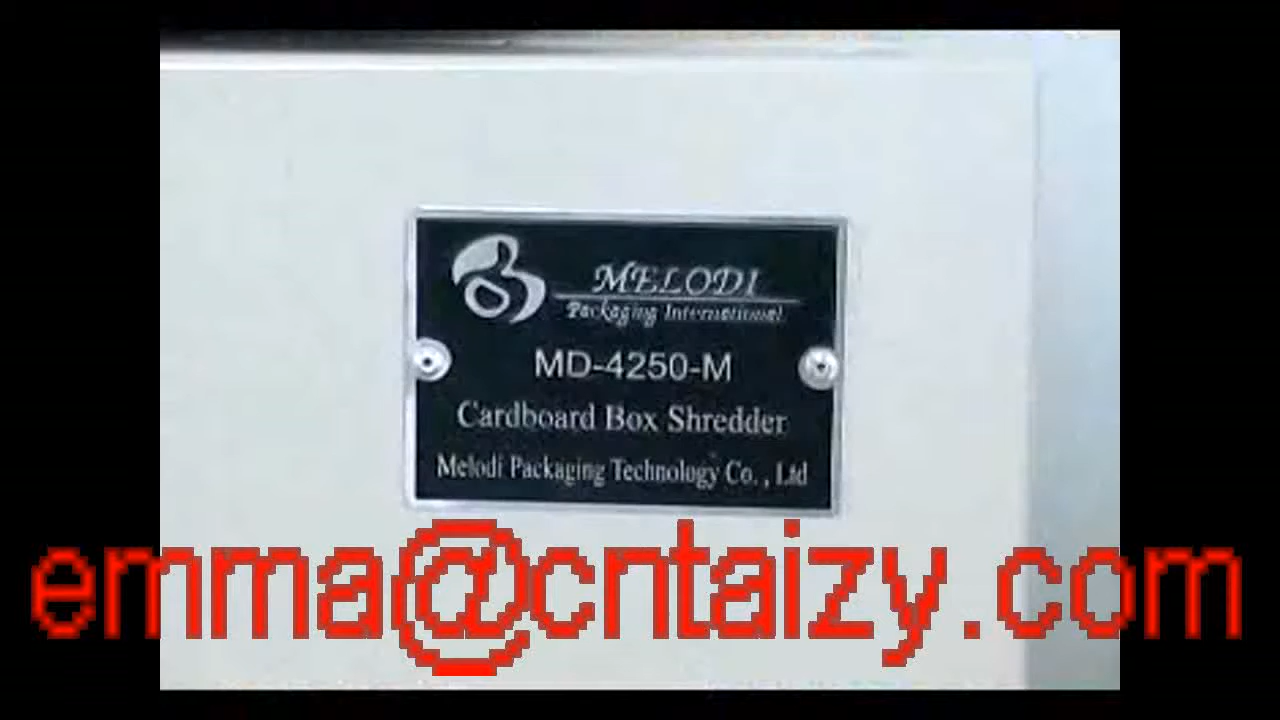 MELODI
Packaging International
MD-4250-M
Cardboard Box Shredder
Melodi Packaging Technology Co. , Ltd
emma@cntaizy.com